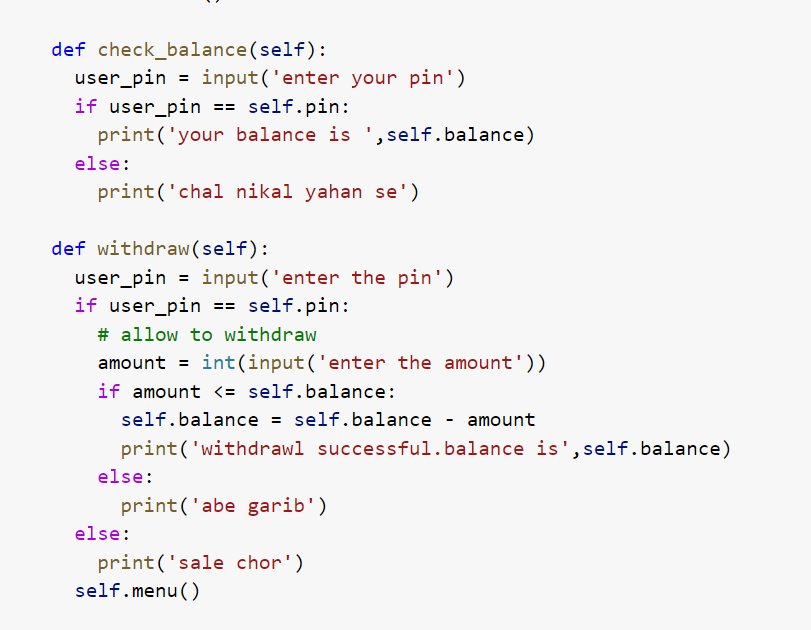 def check_balance(self):
user_pin = input('enter your pin')
if user_pin == self.pin:
print('your balance is ',self.balance)
else:
print('chal nikal yahan se')
def withdraw(self):
user_pin = input('enter the pin')
if user_pin == self.pin:
# allow to withdraw
amount = int(input('enter the amount'))
if amount <= self.balance:
self.balance = self.balance - amount
print('withdrawl successful.balance is',self.balance)
else:
print('abe garib')
else:
print('sale chor')
self.menu()